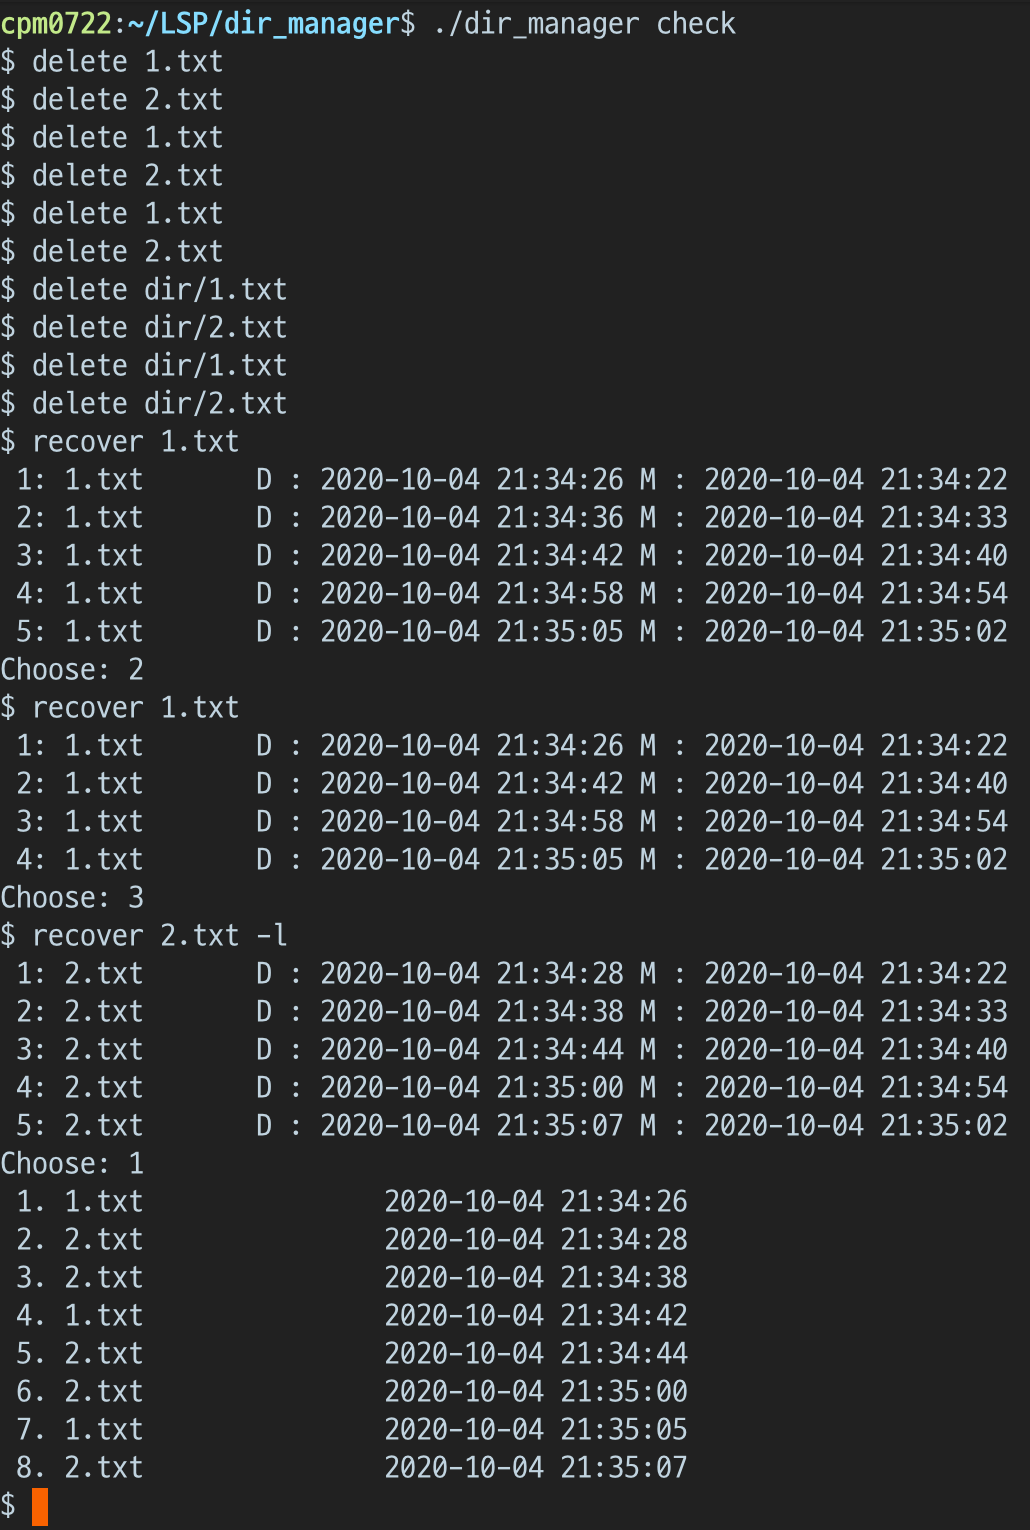 cpm0722:~/LSP/dir_manager$ ./dir_manager check
$ delete 1.txt
$ delete 2.txt
$ delete 1.txt
$ delete 2.txt
$ delete 1.txt
$ delete 2.txt
$ delete dir/1.txt
$ delete dir/2.txt
$ delete dir/1.txt
$ delete dir/2.txt
$ recover 1.txt
 1: 1.txt       D : 2020-10-04 21:34:26 M : 2020-10-04 21:34:22
 2: 1.txt       D : 2020-10-04 21:34:36 M : 2020-10-04 21:34:33
 3: 1.txt       D : 2020-10-04 21:34:42 M : 2020-10-04 21:34:40
 4: 1.txt       D : 2020-10-04 21:34:58 M : 2020-10-04 21:34:54
 5: 1.txt       D : 2020-10-04 21:35:05 M : 2020-10-04 21:35:02
Choose: 2
$ recover 1.txt
 1: 1.txt       D : 2020-10-04 21:34:26 M : 2020-10-04 21:34:22
 2: 1.txt       D : 2020-10-04 21:34:42 M : 2020-10-04 21:34:40
 3: 1.txt       D : 2020-10-04 21:34:58 M : 2020-10-04 21:34:54
 4: 1.txt       D : 2020-10-04 21:35:05 M : 2020-10-04 21:35:02
Choose: 3
$ recover 2.txt -l
 1: 2.txt       D : 2020-10-04 21:34:28 M : 2020-10-04 21:34:22
 2: 2.txt       D : 2020-10-04 21:34:38 M : 2020-10-04 21:34:33
 3: 2.txt       D : 2020-10-04 21:34:44 M : 2020-10-04 21:34:40
 4: 2.txt       D : 2020-10-04 21:35:00 M : 2020-10-04 21:34:54
 5: 2.txt       D : 2020-10-04 21:35:07 M : 2020-10-04 21:35:02
Choose: 1
 1. 1.txt               2020-10-04 21:34:26
 2. 2.txt               2020-10-04 21:34:28
 3. 2.txt               2020-10-04 21:34:38
 4. 1.txt               2020-10-04 21:34:42
 5. 2.txt               2020-10-04 21:34:44
 6. 2.txt               2020-10-04 21:35:00
 7. 1.txt               2020-10-04 21:35:05
 8. 2.txt               2020-10-04 21:35:07
$